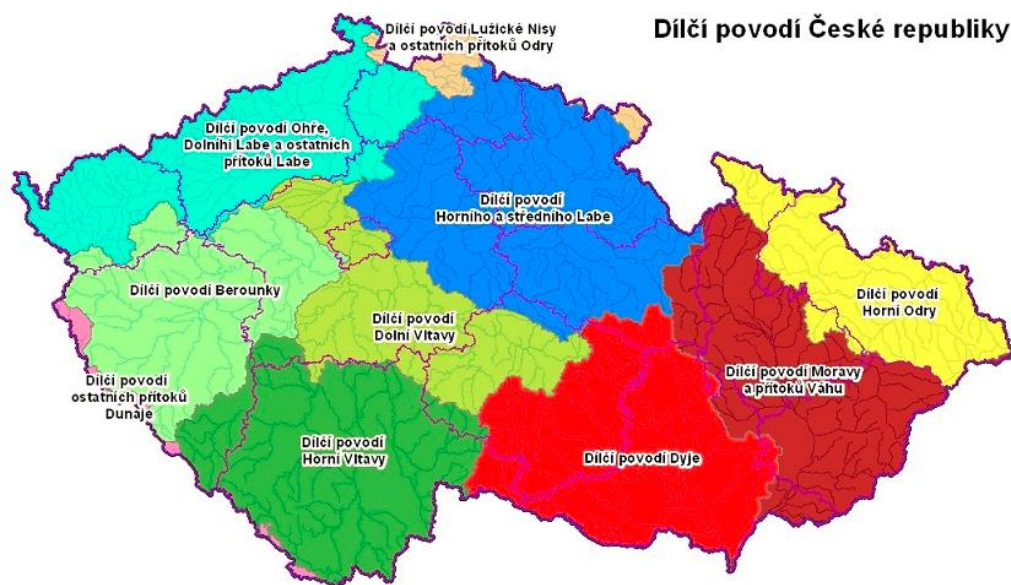 Dílčí povodí České republiky
Dílčí povodí Lužické Nisy
a ostatních přítoků Odry
Dílčí povodí Ohře,
Dolního Labe a ostatních
přítoků Labe
Dílčí povodí
Horního a středního Labe
Dílčí povodí Berounky
Dílčí povodí
Horní Odry
Dílčí povodí
Dolní Vltavy
Dílčí povodí
ostatních přítoků
Dunaje
Dílčí povodí Moravy
a přítoků Váhu
Dílčí povodí
Horní Vltavy
Dílčí povodí Dyje